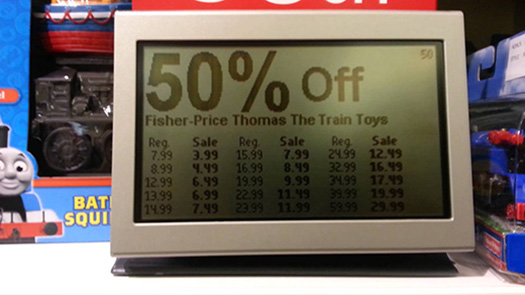 50
50% Off
Fisher-Price Thomas The Train Toys
Reg. Sale Reg. Sale Reg. Sale
7.99 3.99 15.99 7.99 24.99 12.49
8.99 4.49 16.99 8.49 32.99 16.49
12.99 6.49 19.99 9.99 34.99 17.49
13.99 6.99 22.99 11.49 39.99 19.99
14.99 7.49 23.99 11.99 59.99 29.99
BAT
SQUI